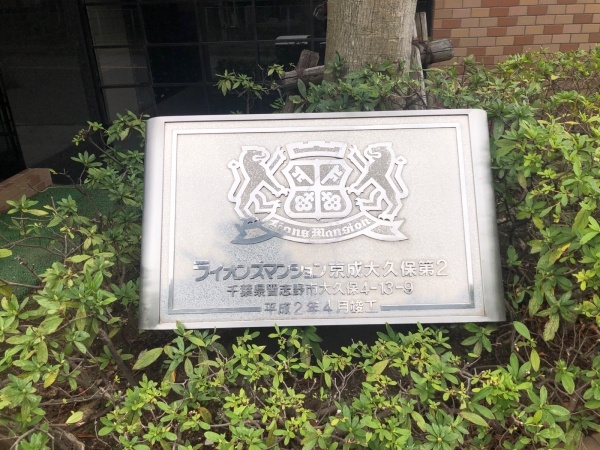 Lions Mansion
ライオンズマンション京成大久保第2
千葉県習志野市大久保4-13-9
平成2年4月竣工